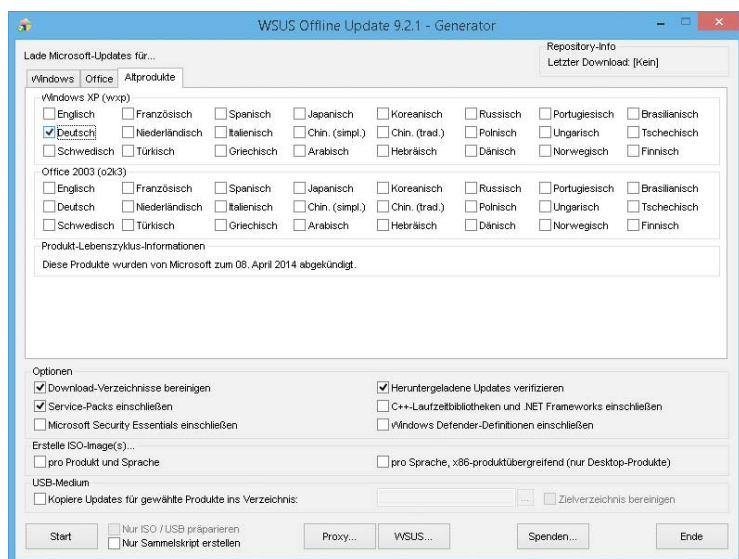 WSUS Offline Update 9.2.1 - Generator
Lade Microsoft-Updates für...
Repository-Info
Letzter Download: [Kein]
Windows Office Altprodukte
Windows XP (wxp)
Englisch Französisch Spanisch Japanisch Koreanisch Russisch Portugiesisch Brasilianisch
Deutsch Niederländisch Italienisch Chin. (simpl.) Chin. (trad.) Polnisch Ungarisch Tschechisch
Schwedisch Türkisch Griechisch Arabisch Hebräisch Dänisch Norwegisch Finnisch
Office 2003 (o2k3)
Englisch Französisch Spanisch Japanisch Koreanisch Russisch Portugiesisch Brasilianisch
Deutsch Niederländisch Italienisch Chin. (simpl.) Chin. (trad.) Polnisch Ungarisch Tschechisch
Schwedisch Türkisch Griechisch Arabisch Hebräisch Dänisch Norwegisch Finnisch
Produkt-Lebenszyklus-Informationen
Diese Produkte wurden von Microsoft zum 08. April 2014 abgekündigt.
Optionen
Download-Verzeichnisse bereinigen Heruntergeladene Updates verifizieren
Service-Packs einschließen C++-Laufzeitbibliotheken und .NET Frameworks einschließen
Microsoft Security Essentials einschließen Windows Defender-Definitionen einschließen
Erstelle ISO-Image(s)...
pro Produkt und Sprache pro Sprache, x86-produktübergreifend (nur Desktop-Produkte)
USB-Medium
Kopiere Updates für gewählte Produkte ins Verzeichnis: ... Zielverzeichnis bereinigen
Start Nur ISO / USB präparieren
Nur Sammelskript erstellen Proxy... WSUS... Spenden... Ende